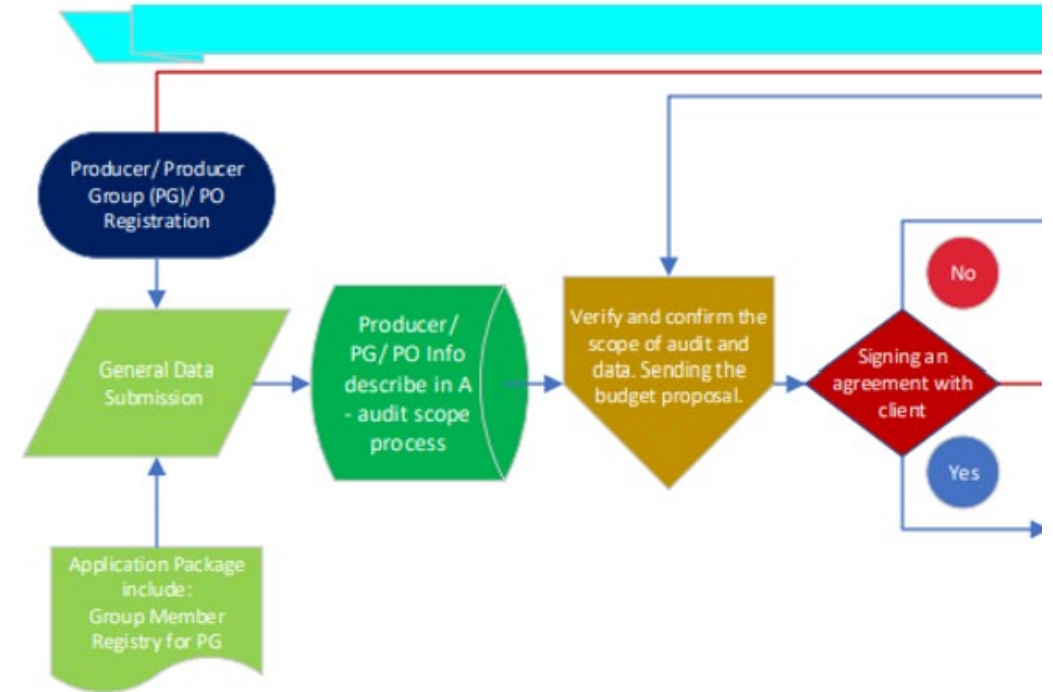 Producer/ Producer
Group (PG)/ PO
Registration
General Data
Submission
Application Package
include:
Group Member
Registry for PG
Producer/
PG/ PO Info
describe in A
- audit scope
process
Verify and confirm the
scope of audit and
data. Sending the
budget proposal.
Signing an
agreement with
client
No
Yes